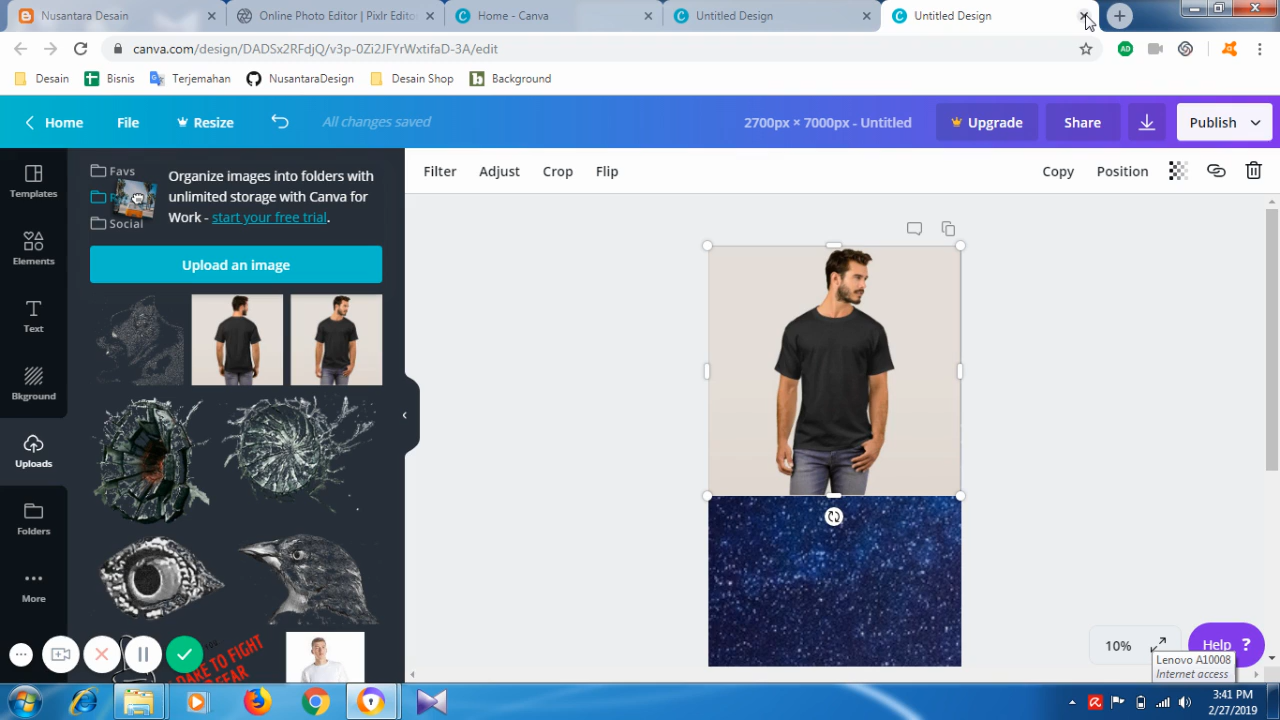 Nusantara Desain
Online Photo Editor | Pixlr Editor
Home - Canva
Untitled Design
Untitled Design
canva.com/design/DADSx2RFdjQ/v3p-0Zi2JFYrWxtifaD-3A/edit
Desain
Bisnis
Terjemahan
NusantaraDesign
Desain Shop
Background
Home
File
Resize
All changes saved
2700px × 7000px - Untitled
Upgrade
Share
Publish
Templates
Elements
Text
Bkground
Uploads
Folders
More
Favs
Social
Organize images into folders with
unlimited storage with Canva for
Work - start your free trial.
Upload an image
DARE TO FIGHT
Filter
Adjust
Crop
Flip
Copy
Position
10%
Help ?
Lenovo A10008
Internet access
3:41 PM
2/27/2019